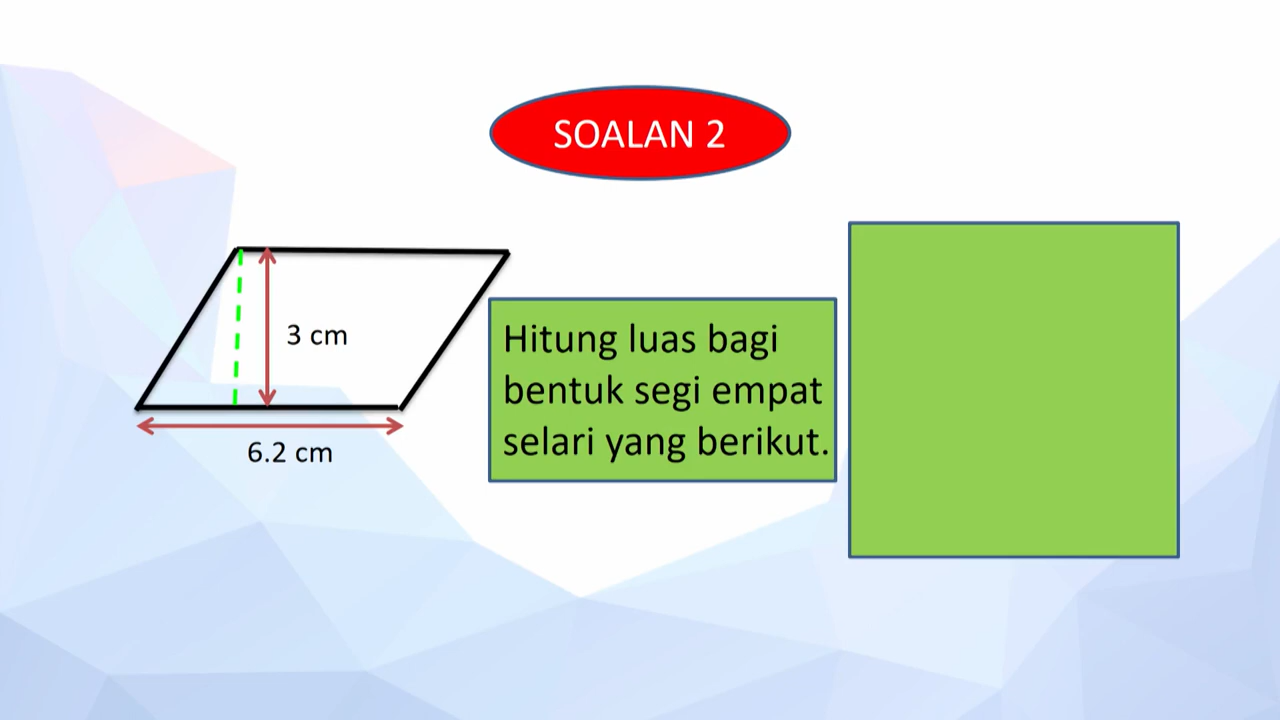 SOALAN 2
3 cm
6.2 cm
Hitung luas bagi
bentuk segi empat
selari yang berikut.